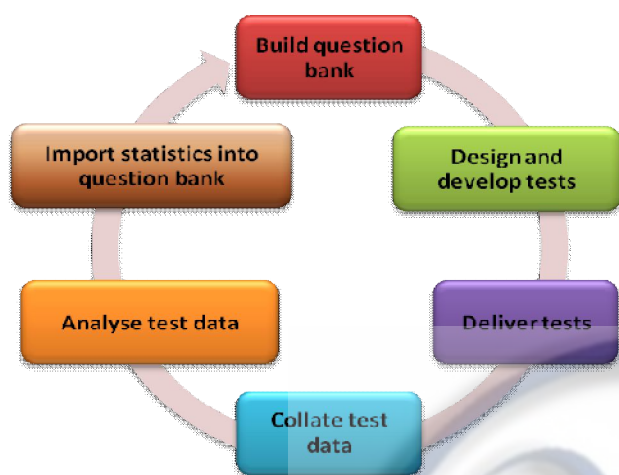 Build question
bank
Design and
develop tests
Deliver tests
Collate test
data
Analyse test data
Import statistics into
question bank